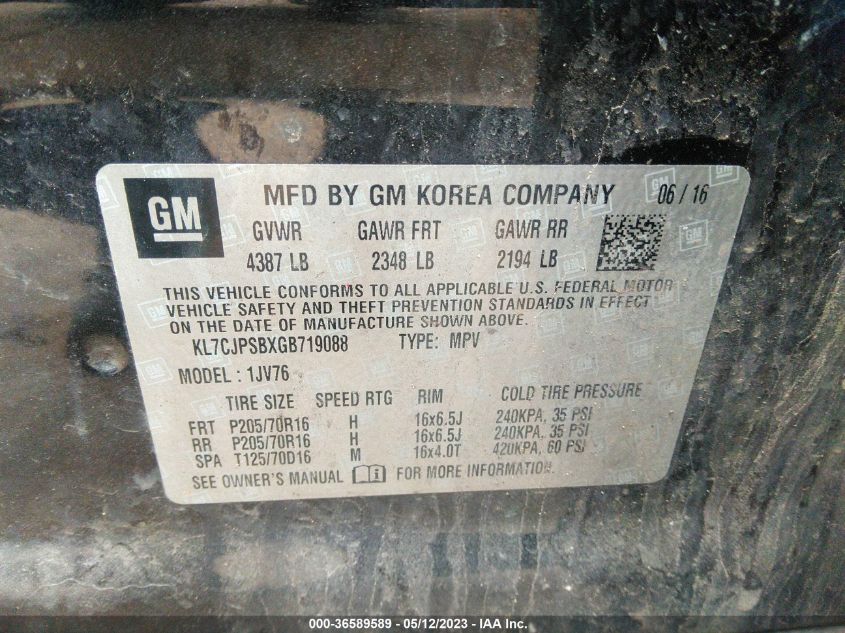 GM
MFD BY GM KOREA COMPANY 06 / 16
GVWR GAWR FRT GAWR RR
4387 LB 2348 LB 2194 LB
THIS VEHICLE CONFORMS TO ALL APPLICABLE U.S. FEDERAL MOTOR
VEHICLE SAFETY AND THEFT PREVENTION STANDARDS IN EFFECT
ON THE DATE OF MANUFACTURE SHOWN ABOVE.
KL7CJPSBXGB719088 TYPE: MPV
MODEL : 1JV76
TIRE SIZE SPEED RTG RIM COLD TIRE PRESSURE
FRT P205/70R16 H 16x6.5J 240KPA, 35 PSI
RR P205/70R16 H 16x6.5J 240KPA, 35 PSI
SPA T125/70D16 M 16x4.0T 420KPA, 60 PSI
SEE OWNER'S MANUAL FOR MORE INFORMATION.
000-36589589 - 05/12/2023 - IAA Inc.